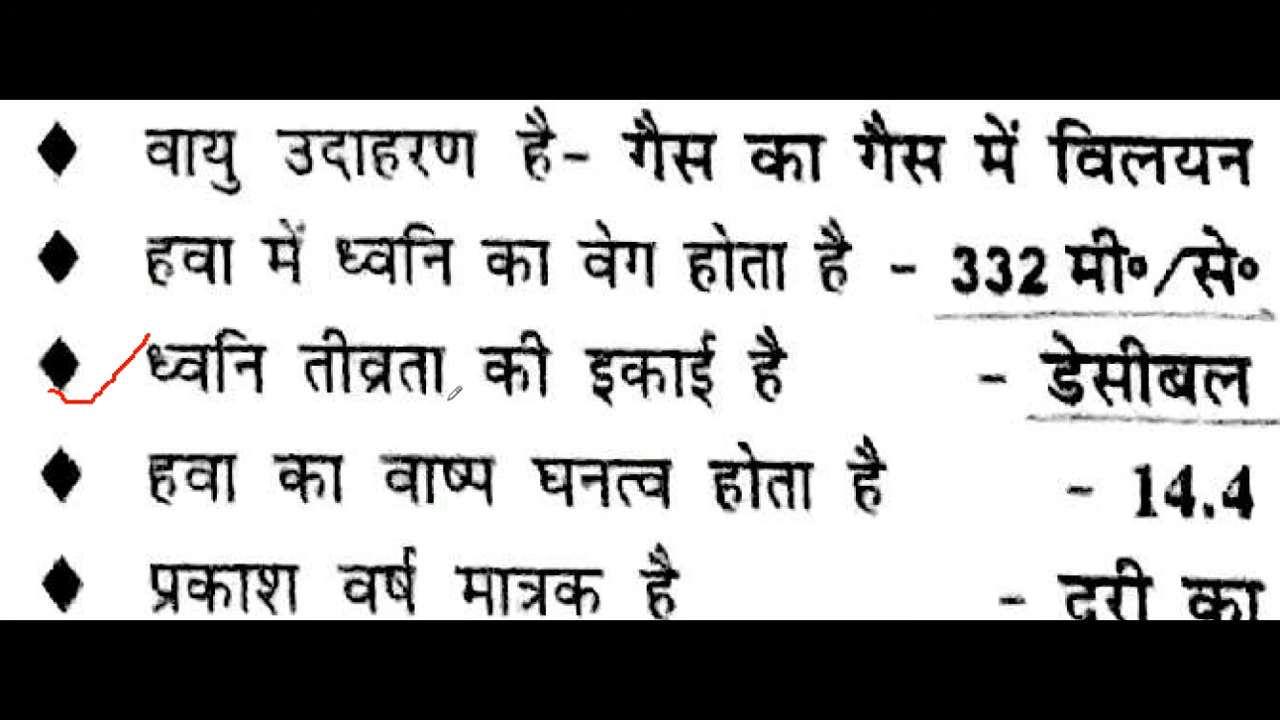 ♦ वायु उदाहरण है- गैस का गैस में विलयन
♦ हवा में ध्वनि का वेग होता है - 332 मी॰/से॰
♦ ध्वनि तीव्रता की इकाई है - डेसीबल
♦ हवा का वाष्प घनत्व होता है - 14.4
♦ प्रकाश वर्ष मात्रक है - दूरी का